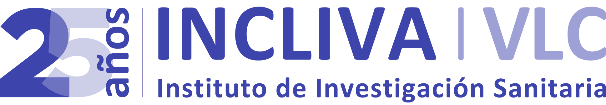 25 años
INCLIVA | VLC
Instituto de Investigación Sanitaria